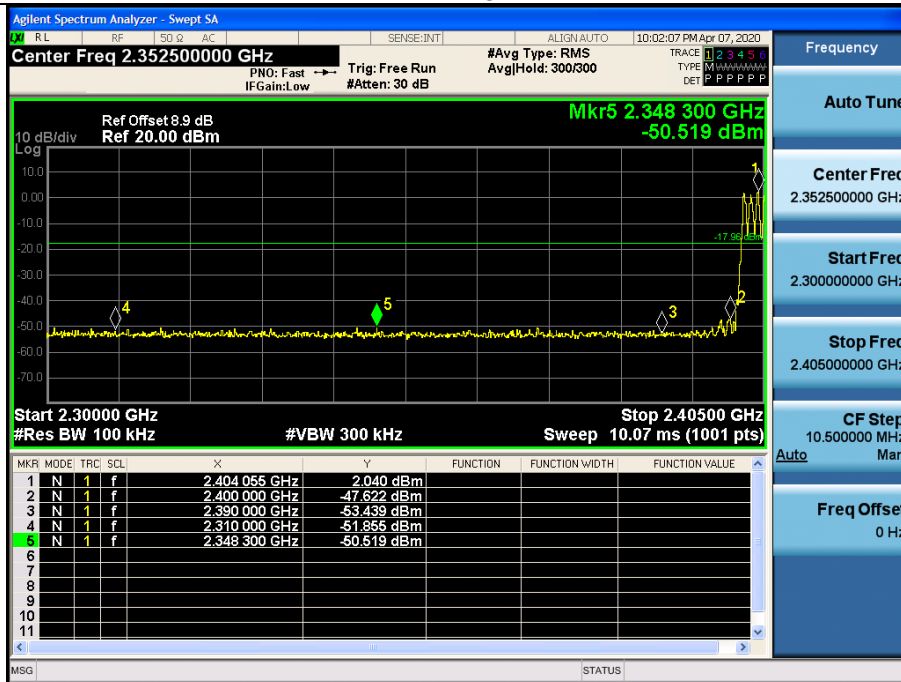 Agilent Spectrum Analyzer - Swept SA
LXI RL RF 50 Ω AC SENSE:INT ALIGN AUTO 10:02:07 PM Apr 07, 2020
Center Freq 2.352500000 GHz
PNO: Fast
IFGain:Low
Trig: Free Run
#Atten: 30 dB
#Avg Type: RMS
Avg|Hold: 300/300
TRACE 1 2 3 4 5 6
TYPE M
DET P P P P P P
Mkr5 2.348 300 GHz
-50.519 dBm
Ref Offset 8.9 dB
10 dB/div Ref 20.00 dBm
Log
10.0
0.00
-10.0
-20.0
-30.0
-40.0
-50.0
-60.0
-70.0
1
-17.96 dBm
2
3
4
5
Start 2.30000 GHz Stop 2.40500 GHz
#Res BW 100 kHz #VBW 300 kHz Sweep 10.07 ms (1001 pts)
MKR MODE TRC SCL X Y FUNCTION FUNCTION WIDTH FUNCTION VALUE
1 N 1 f 2.404 055 GHz 2.040 dBm
2 N 1 f 2.400 000 GHz -47.622 dBm
3 N 1 f 2.390 000 GHz -53.439 dBm
4 N 1 f 2.310 000 GHz -51.855 dBm
5 N 1 f 2.348 300 GHz -50.519 dBm
6
7
8
9
10
11
MSG STATUS
Frequency
Auto Tune
Center Freq
2.352500000 GHz
Start Freq
2.300000000 GHz
Stop Freq
2.405000000 GHz
CF Step
10.500000 MHz
Auto Man
Freq Offset
0 Hz